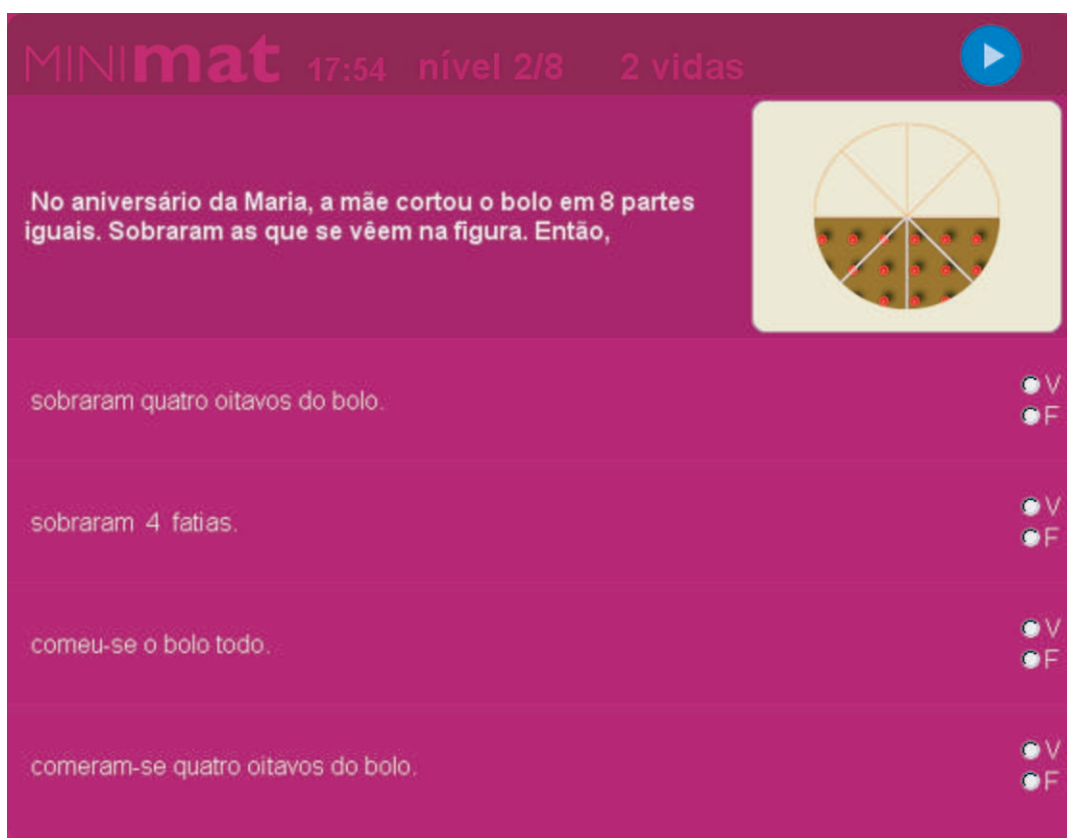 MINImat 17:54 nível 2/8 2 vidas
No aniversário da Maria, a mãe cortou o bolo em 8 partes
iguais. Sobraram as que se vêem na figura. Então,
sobraram quatro oitavos do bolo.
V
F
sobraram 4 fatias.
V
F
comeu-se o bolo todo.
V
F
comeram-se quatro oitavos do bolo.
V
F